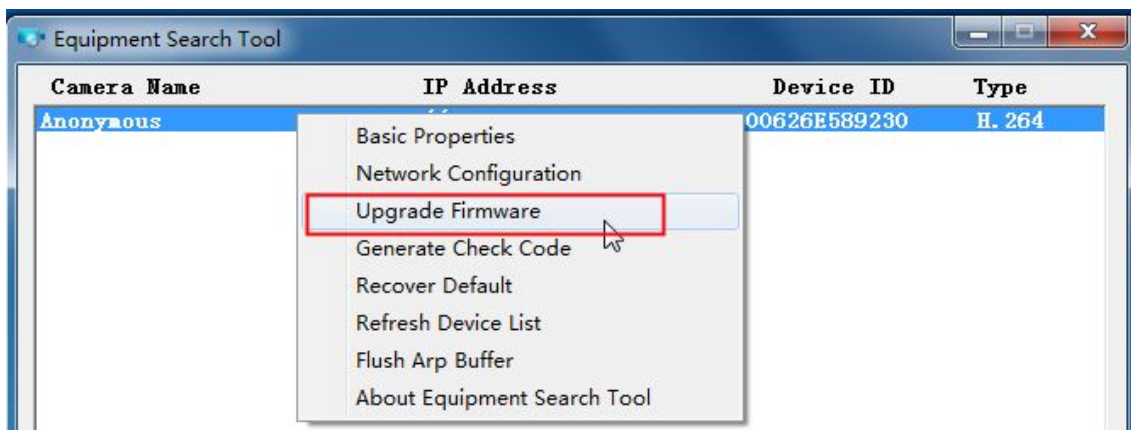 Equipment Search Tool
Camera Name IP Address Device ID Type
Anonymous 00626E589230 H.264
Basic Properties
Network Configuration
Upgrade Firmware
Generate Check Code
Recover Default
Refresh Device List
Flush Arp Buffer
About Equipment Search Tool